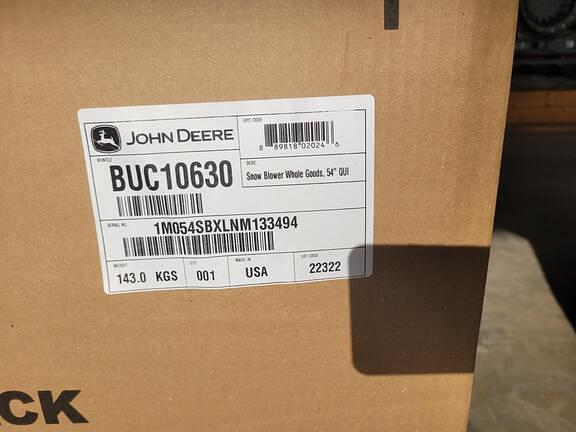 JOHN DEERE
UPC CODE
8 89818 02024 6
BUNDLE
BUC10630
DESC.
Snow Blower Whole Goods, 54" QUI
SERIAL NO.
1M054SBXLNM133494
WEIGHT
143.0 KGS
QTY
001
MADE IN
USA
LOT CODE
22322
CK